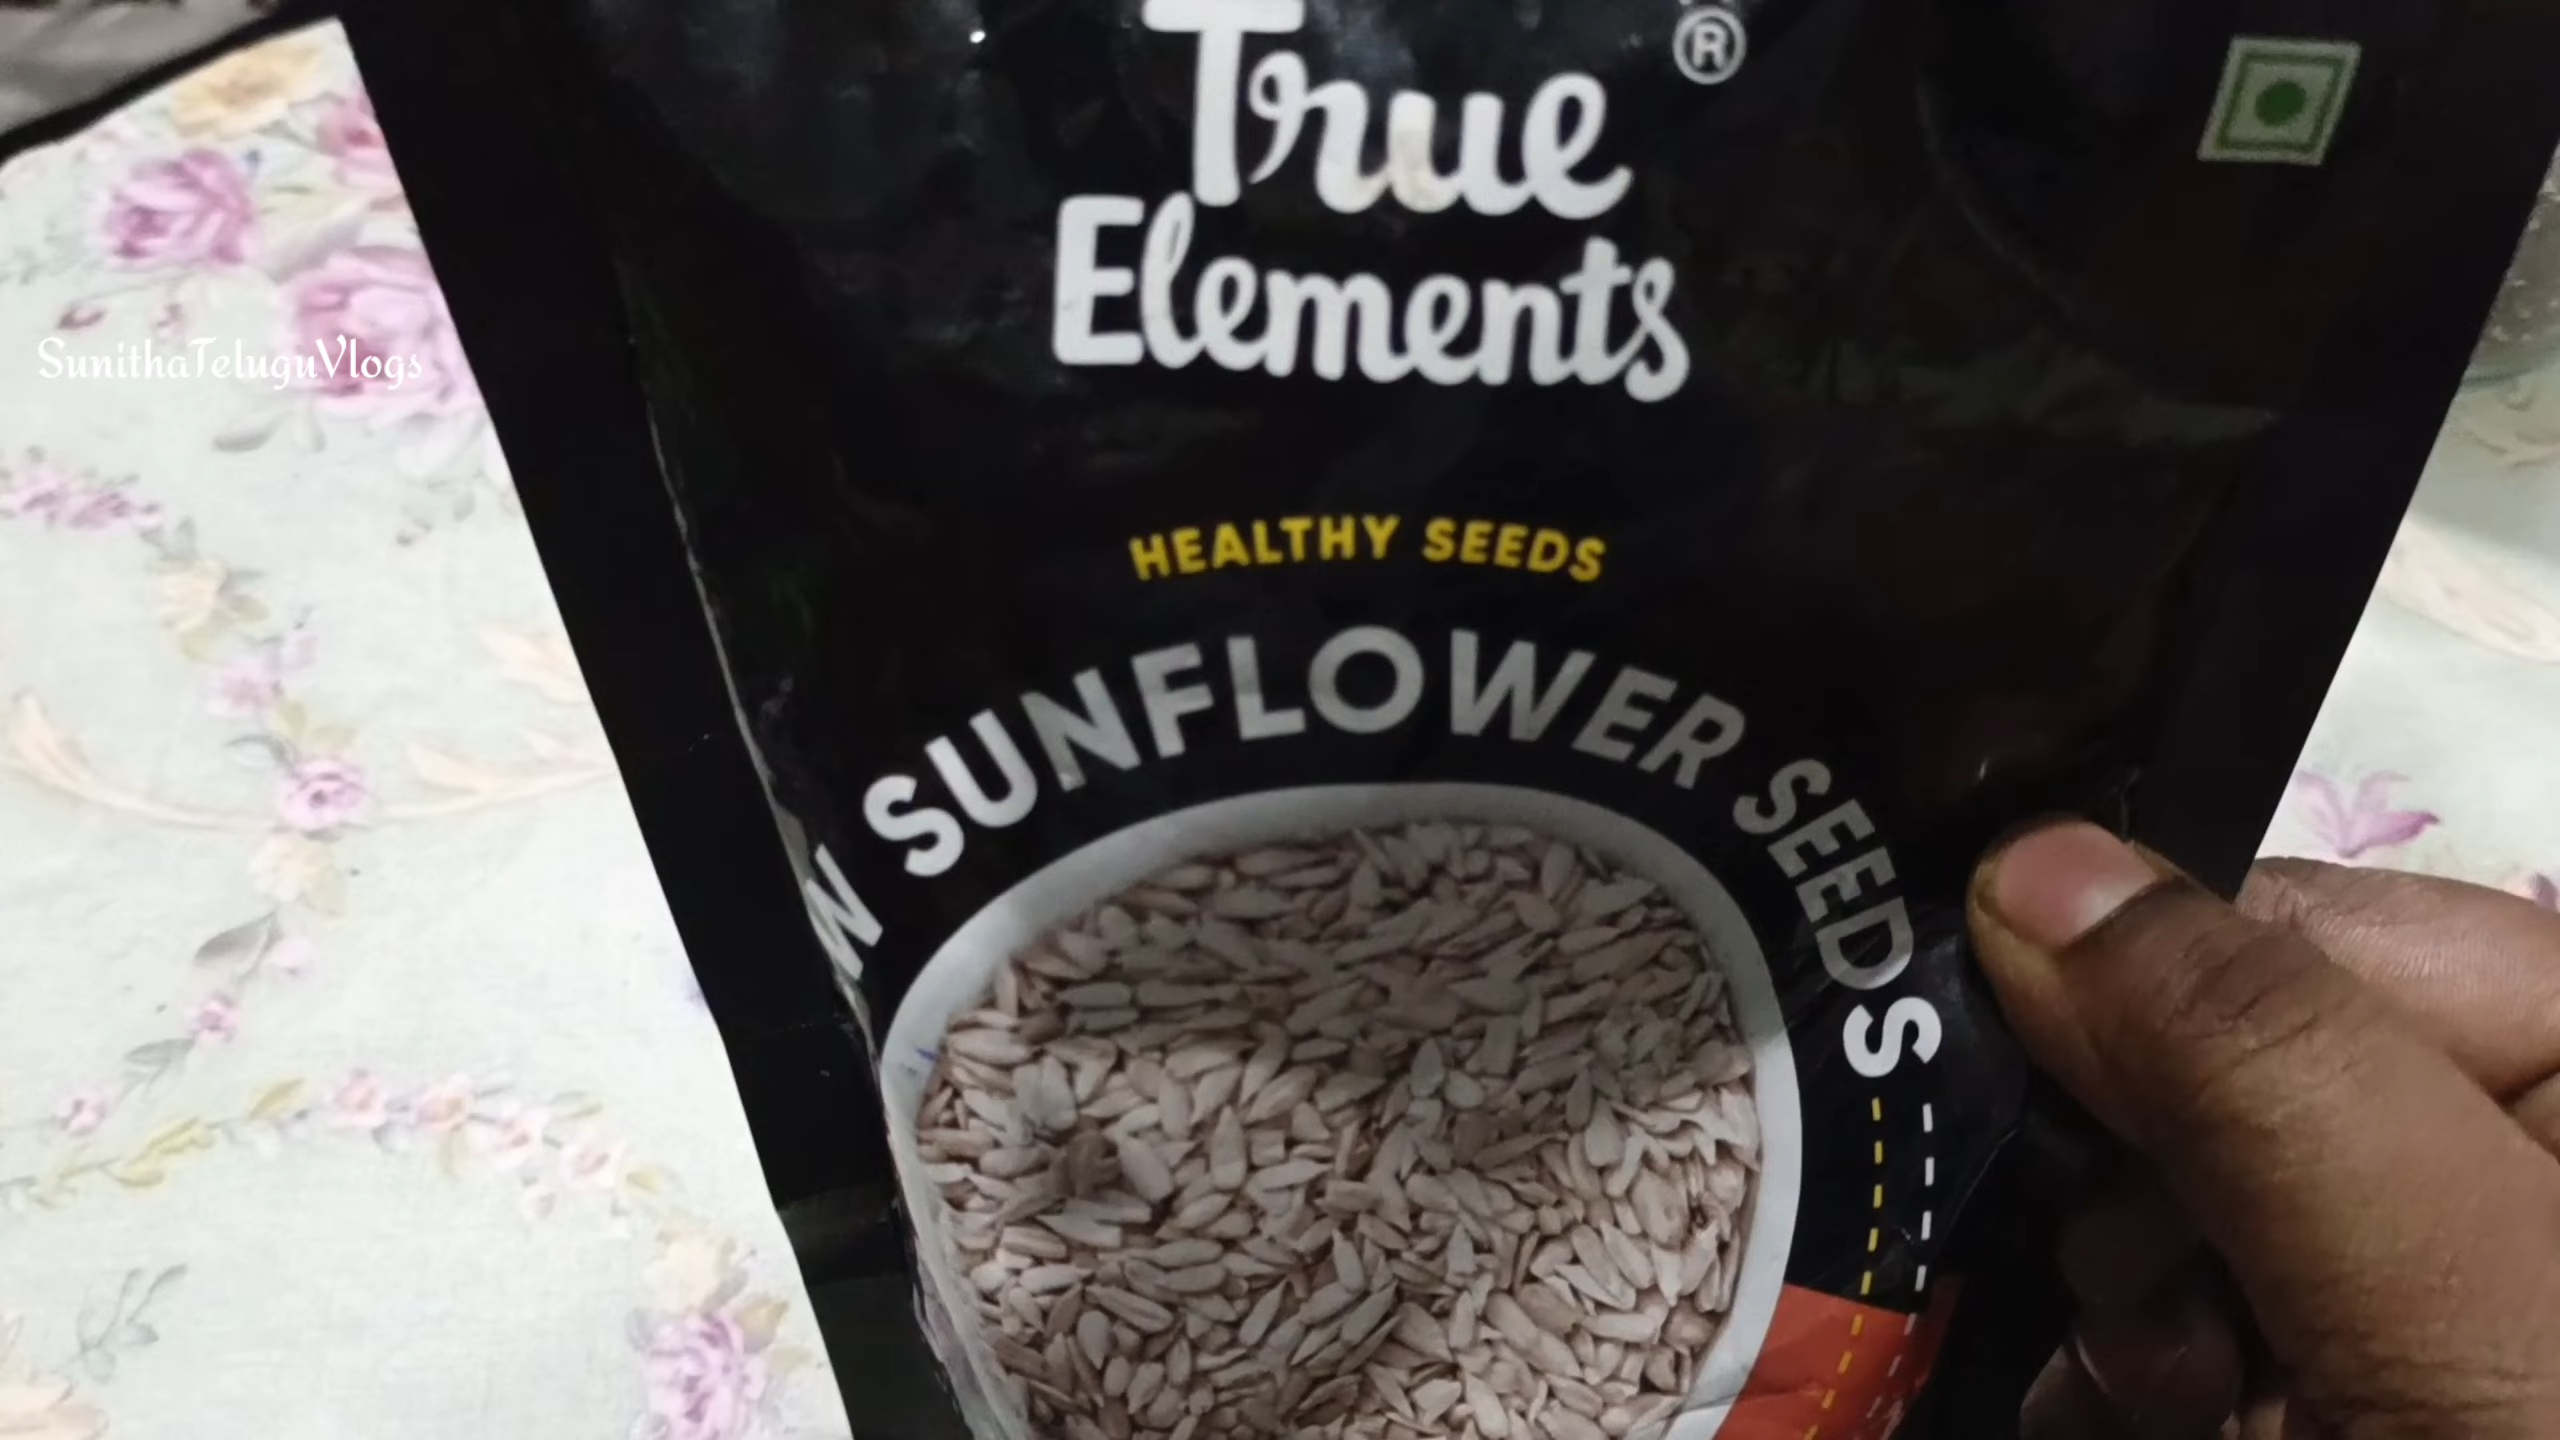 True
Elements
®
HEALTHY SEEDS
SUNFLOWER SEEDS
SunithaTeluguVlogs